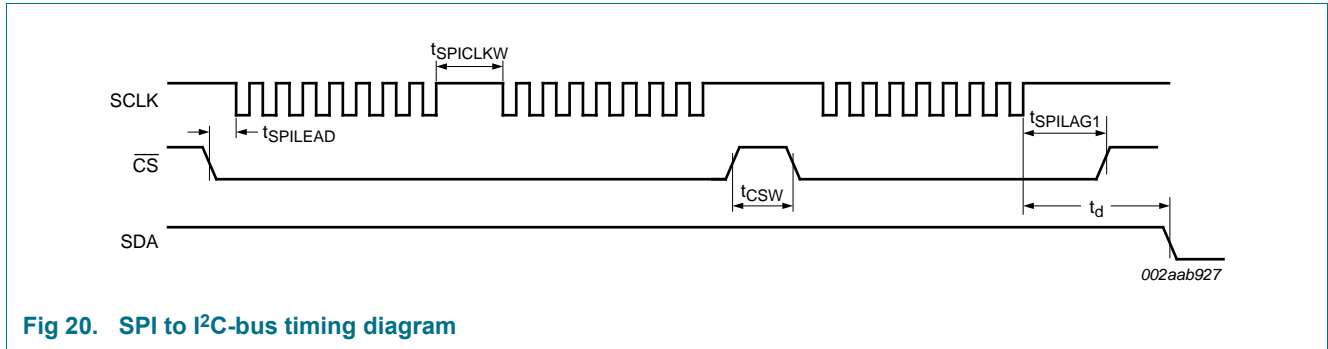 tSPICLKW
SCLK
tSPILEAD
tSPILAG1
CS
tCSW
td
SDA
002aab927
Fig 20. SPI to I2C-bus timing diagram